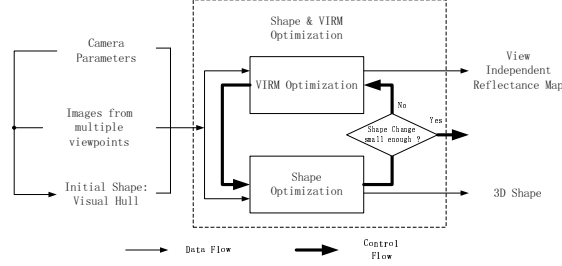 Shape & VIRM
Optimization
Camera
Parameters
Images from
multiple
viewpoints
Initial Shape:
Visual Hull
VIRM Optimization
Shape
Optimization
No
Yes
Shape Change
small enough ?
View
Independent
Reflectance Map
3D Shape
Data Flow
Control
Flow